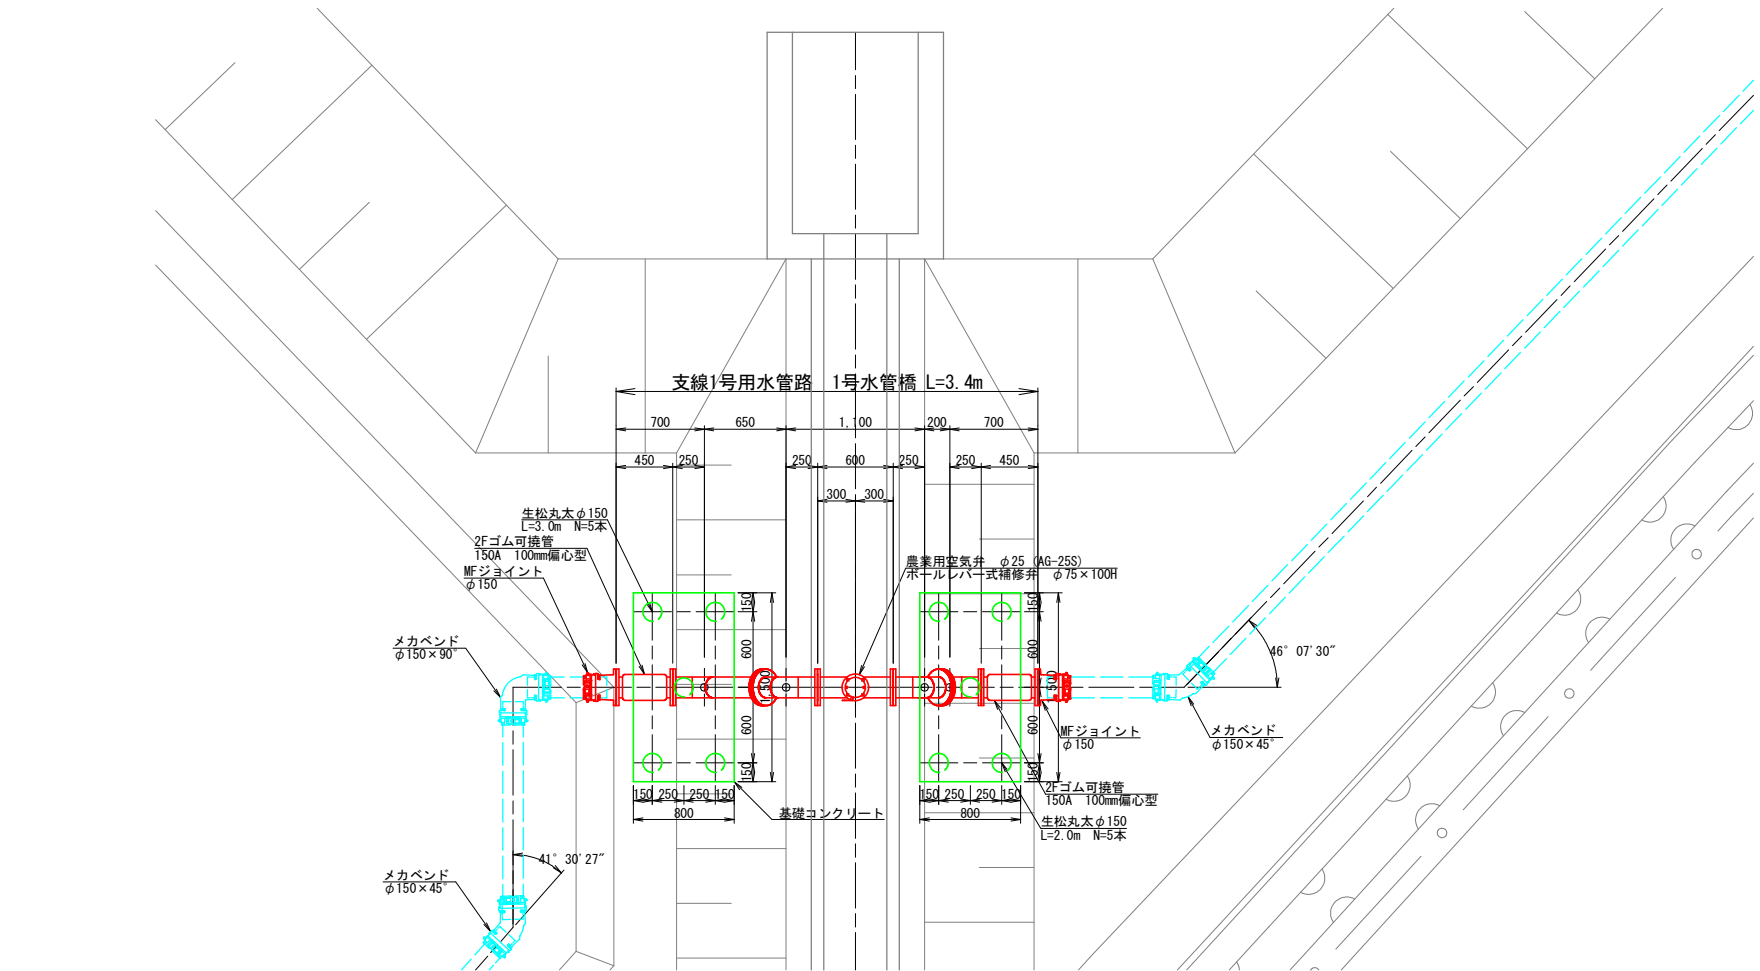 支線1号用水管路　1号水管橋 L=3.4m
700 650 1,100 200 700
450 250 250 600 250 250 450
300 300
生松丸太φ150
L=3.0m N=5本
2Fゴム可撓管
150A 100mm偏心型
MFジョイント
φ150
農業用空気弁 φ25 (AG-25S)
ボールレバー式補修弁 φ75×100H
メカベンド
φ150×90°
150 600 1500 600 150
150 600 1500 600 150
46° 07'30"
MFジョイント
φ150
メカベンド
φ150×45°
2Fゴム可撓管
150A 100mm偏心型
150 250 250 150
800
150 250 250 150
800
基礎コンクリート
生松丸太φ150
L=2.0m N=5本
41° 30'27"
メカベンド
φ150×45°